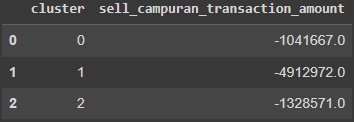 cluster sell_campuran_transaction_amount
0 0 -1041667.0
1 1 -4912972.0
2 2 -1328571.0